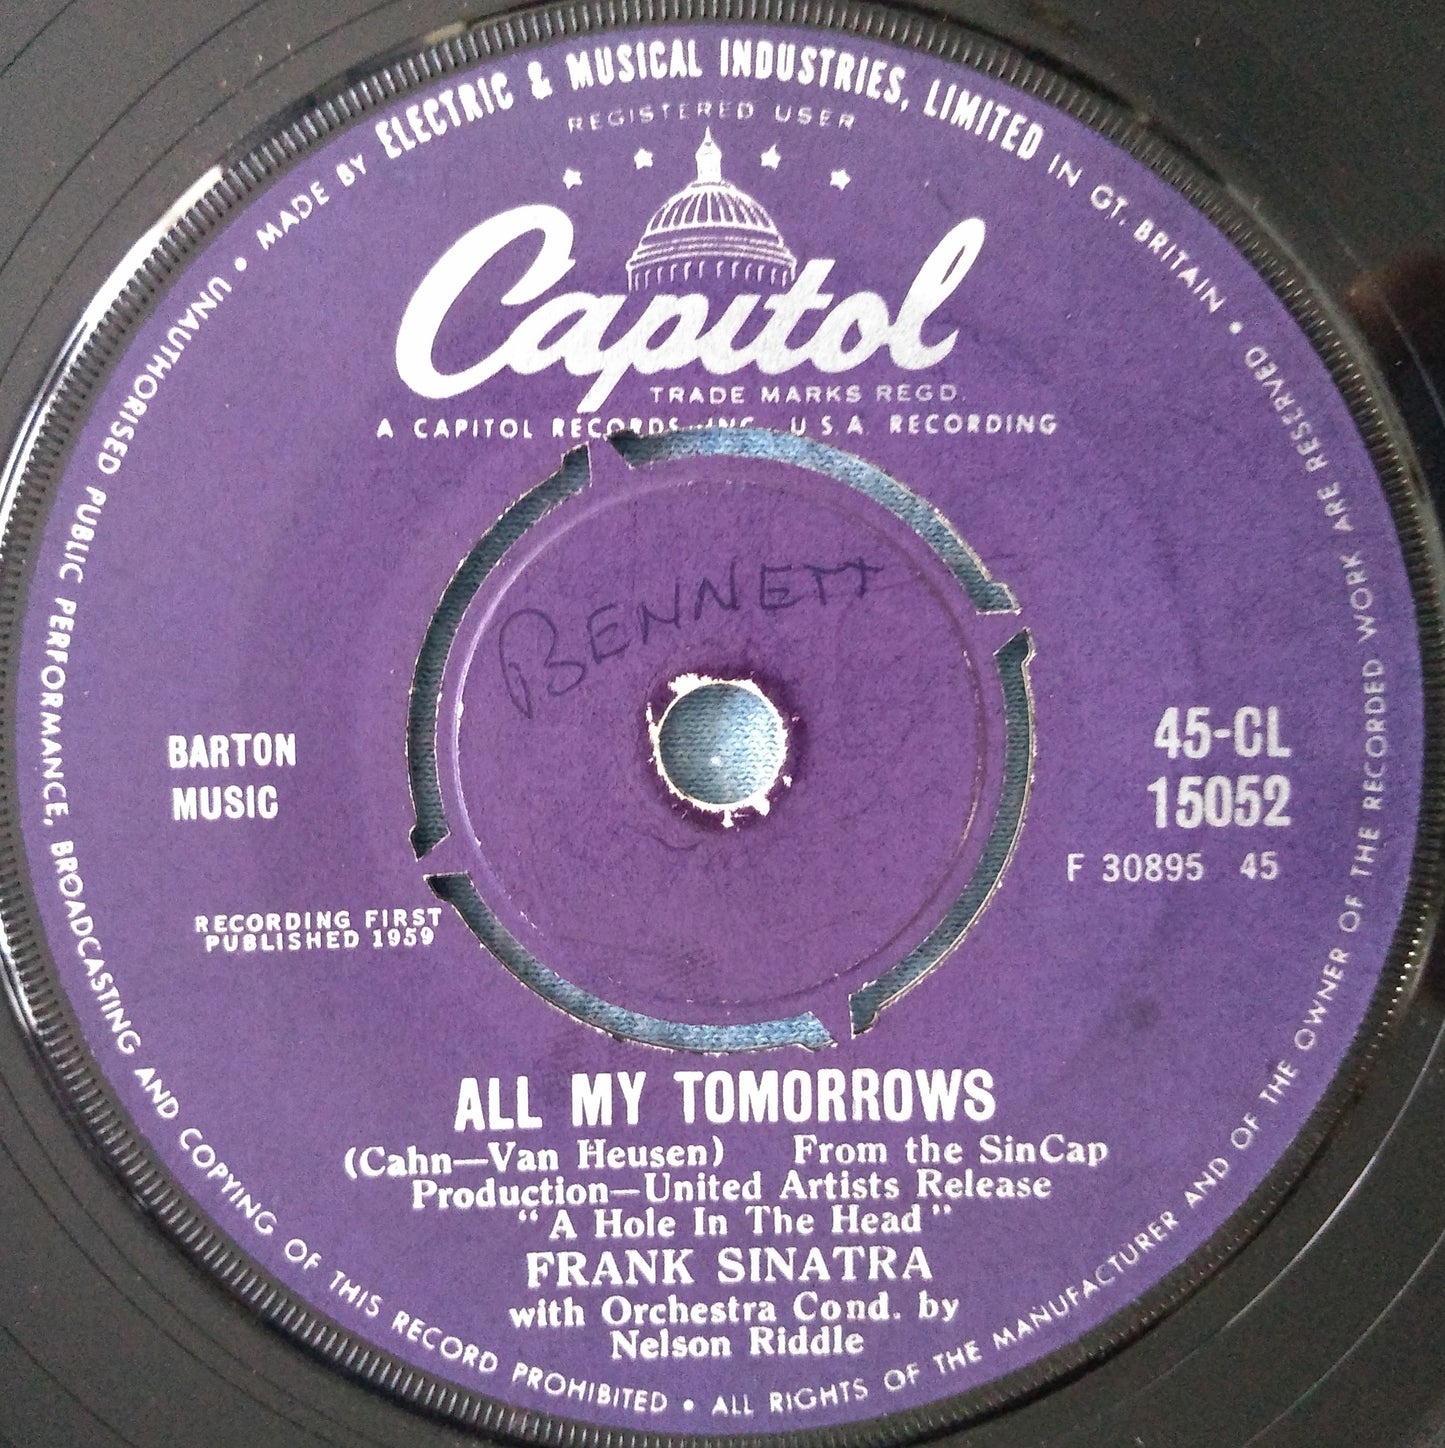 MADE BY ELECTRIC & MUSICAL INDUSTRIES, LIMITED IN GT. BRITAIN •
REGISTERED USER
Capitol
TRADE MARKS REGD.
A CAPITOL RECORDS, INC., U.S.A. RECORDING
BENNETT
BARTON
MUSIC
45-CL
15052
F 30895 45
RECORDING FIRST
PUBLISHED 1959
ALL MY TOMORROWS
(Cahn—Van Heusen) From the SinCap
Production—United Artists Release
"A Hole In The Head"
FRANK SINATRA
with Orchestra Cond. by
Nelson Riddle
ALL RIGHTS OF THE MANUFACTURER AND OF THE OWNER OF THE RECORDED WORK ARE RESERVED •
UNAUTHORISED PUBLIC PERFORMANCE, BROADCASTING AND COPYING OF THIS RECORD PROHIBITED •